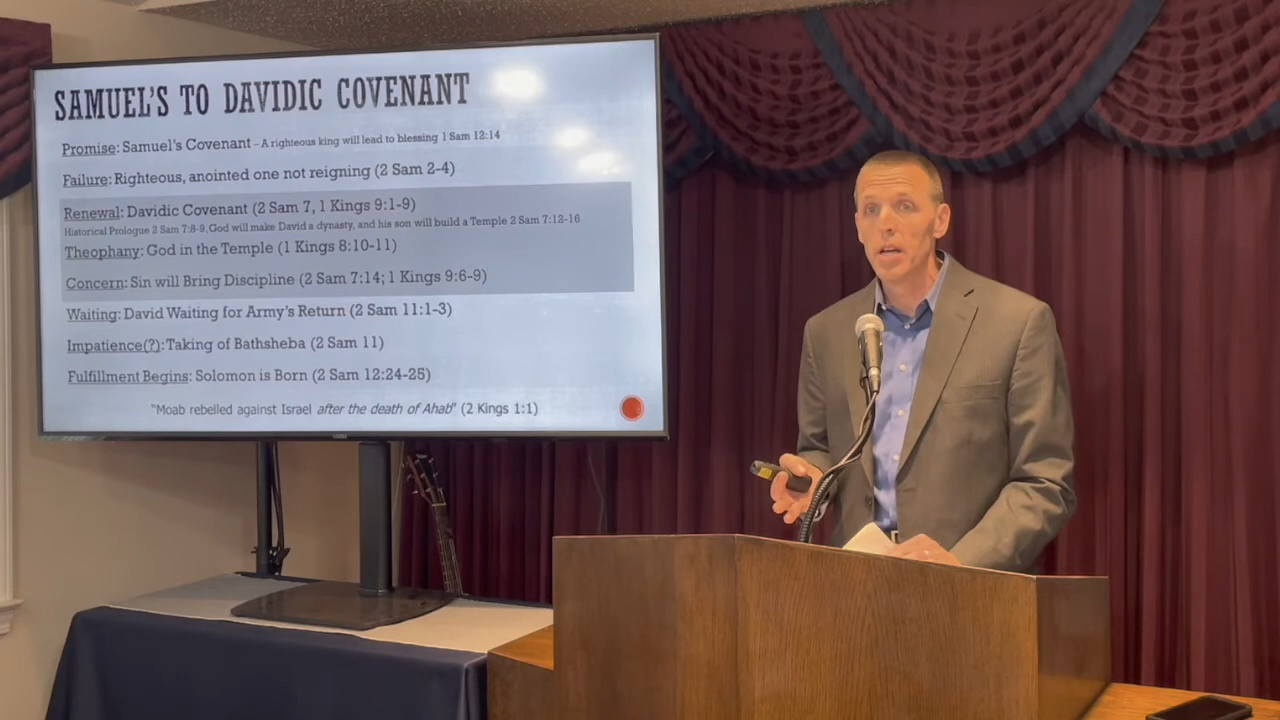 SAMUEL'S TO DAVIDIC COVENANT
Promise: Samuel's Covenant – A righteous king will lead to blessing 1 Sam 12:14
Failure: Righteous, anointed one not reigning (2 Sam 2-4)
Renewal: Davidic Covenant (2 Sam 7, 1 Kings 9:1-9)
Historical Prologue 2 Sam 7:8-9, God will make David a dynasty, and his son will build a Temple 2 Sam 7:12-16
Theophany: God in the Temple (1 Kings 8:10-11)
Concern: Sin will Bring Discipline (2 Sam 7:14; 1 Kings 9:6-9)
Waiting: David Waiting for Army's Return (2 Sam 11:1-3)
Impatience(?): Taking of Bathsheba (2 Sam 11)
Fulfillment Begins: Solomon is Born (2 Sam 12:24-25)
"Moab rebelled against Israel after the death of Ahab" (2 Kings 1:1)